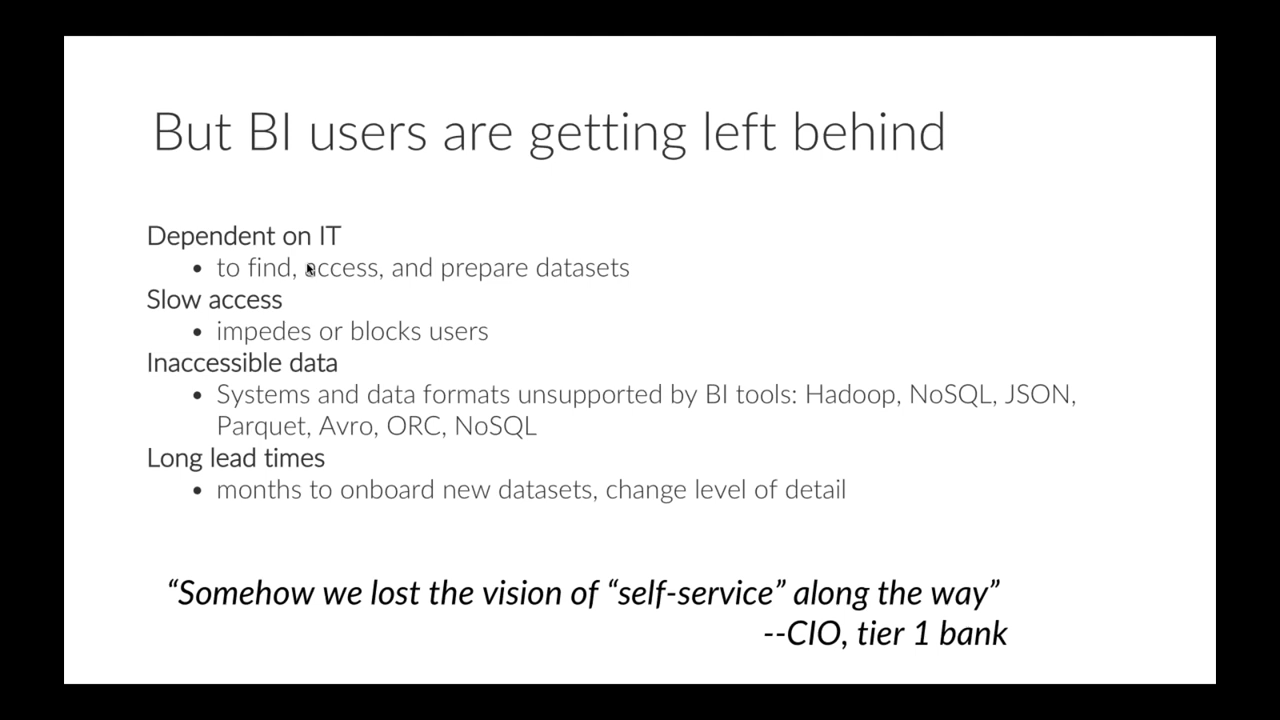 But BI users are getting left behind
Dependent on IT
• to find, access, and prepare datasets
Slow access
• impedes or blocks users
Inaccessible data
• Systems and data formats unsupported by BI tools: Hadoop, NoSQL, JSON,
Parquet, Avro, ORC, NoSQL
Long lead times
• months to onboard new datasets, change level of detail
“Somehow we lost the vision of “self-service” along the way”
--CIO, tier 1 bank